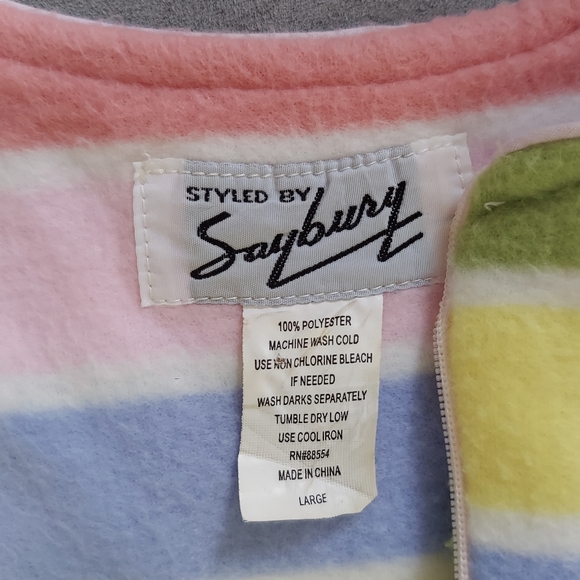 STYLED BY
Saybury
100% POLYESTER
MACHINE WASH COLD
USE NON CHLORINE BLEACH
IF NEEDED
WASH DARKS SEPARATELY
TUMBLE DRY LOW
USE COOL IRON
RN#88554
MADE IN CHINA
LARGE